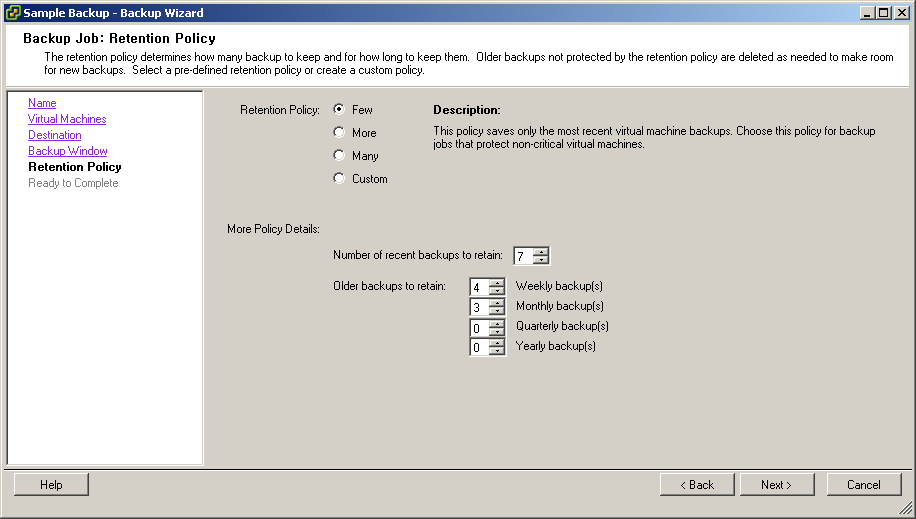 Sample Backup - Backup Wizard
Backup Job: Retention Policy
The retention policy determines how many backup to keep and for how long to keep them. Older backups not protected by the retention policy are deleted as needed to make room
for new backups. Select a pre-defined retention policy or create a custom policy.
Name
Virtual Machines
Destination
Backup Window
Retention Policy
Ready to Complete
Retention Policy:
Few
More
Many
Custom
Description:
This policy saves only the most recent virtual machine backups. Choose this policy for backup
jobs that protect non-critical virtual machines.
More Policy Details:
Number of recent backups to retain: 7
Older backups to retain: 4 Weekly backup(s)
3 Monthly backup(s)
0 Quarterly backup(s)
0 Yearly backup(s)
Help
< Back
Next >
Cancel